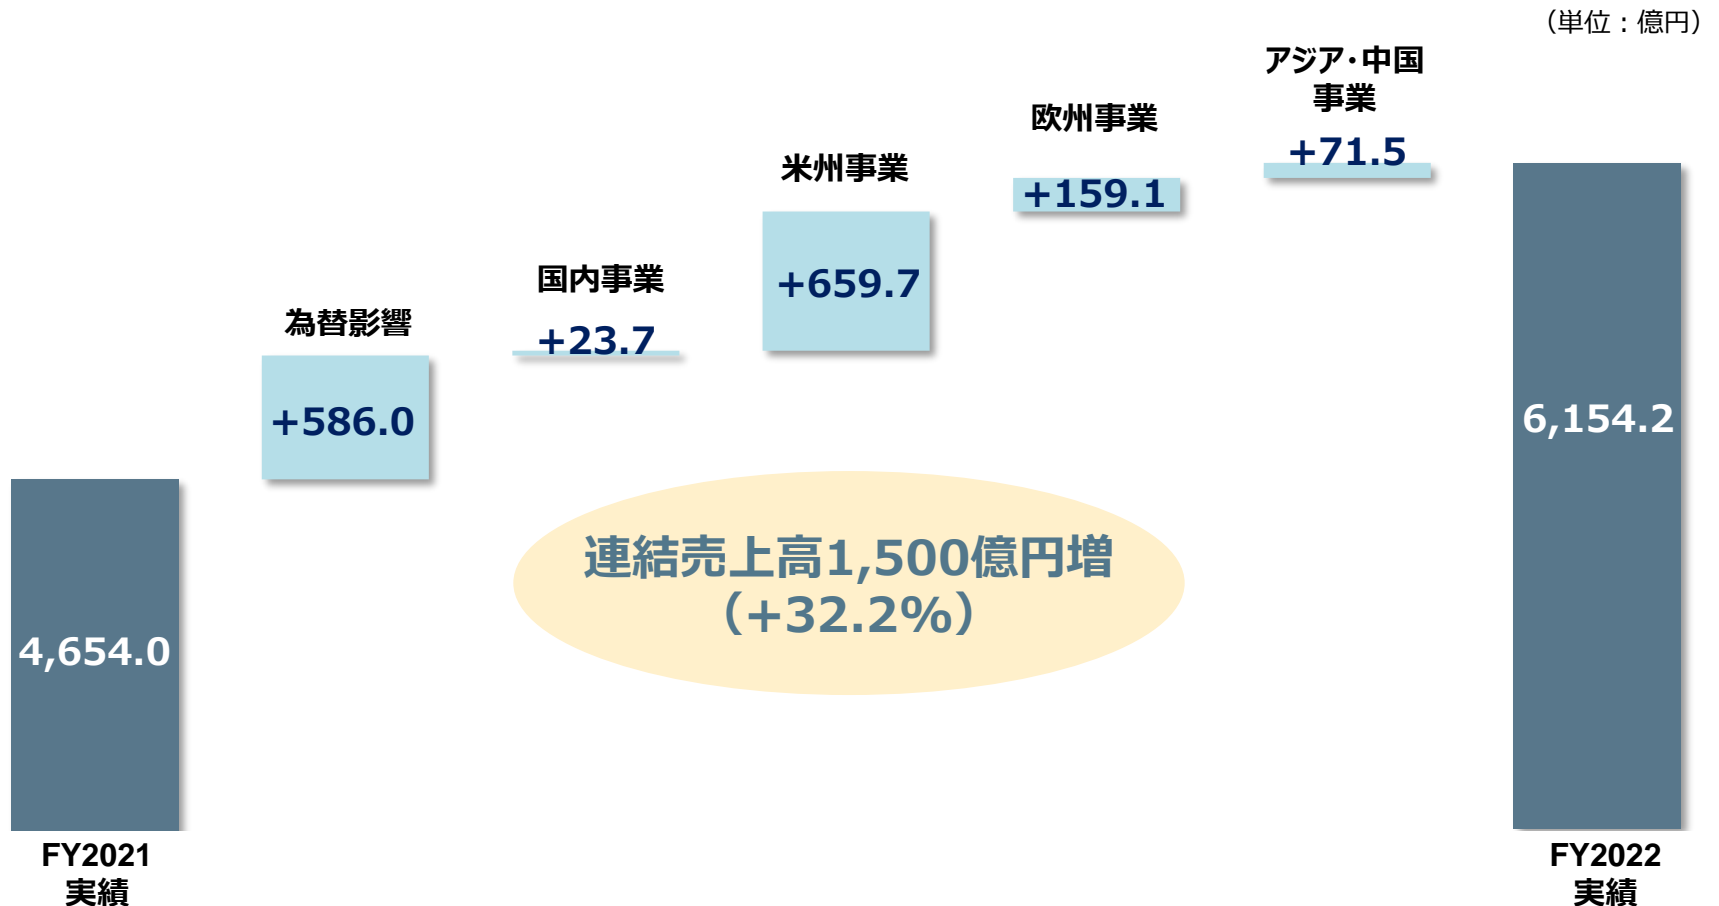 （単位：億円）
アジア・中国
事業
+71.5
欧州事業
+159.1
米州事業
+659.7
国内事業
+23.7
為替影響
+586.0
6,154.2
連結売上高1,500億円増
（+32.2%）
4,654.0
FY2021
実績
FY2022
実績